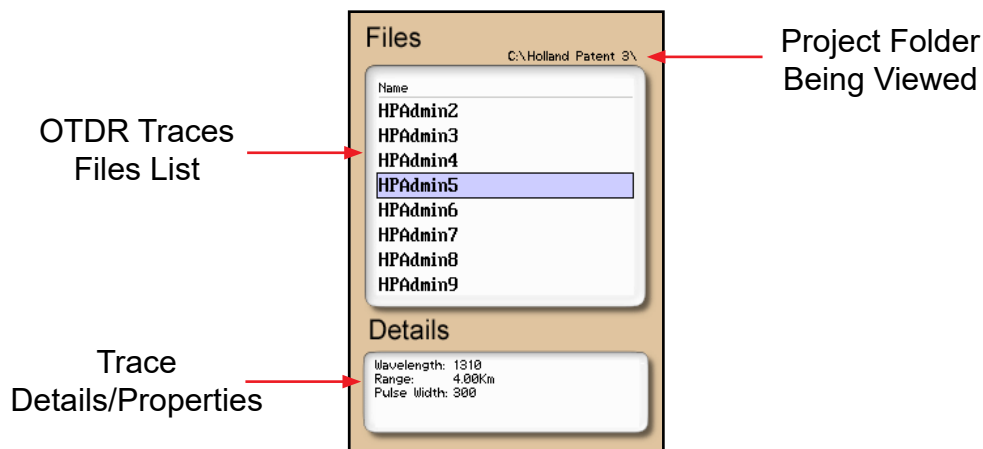 Files
C:\Holland Patent 3\
Project Folder
Being Viewed
OTDR Traces
Files List
Name
HPAdmin2
HPAdmin3
HPAdmin4
HPAdmin5
HPAdmin6
HPAdmin7
HPAdmin8
HPAdmin9
Details
Trace
Details/Properties
Wavelength: 1310
Range: 4.00Km
Pulse Width: 300